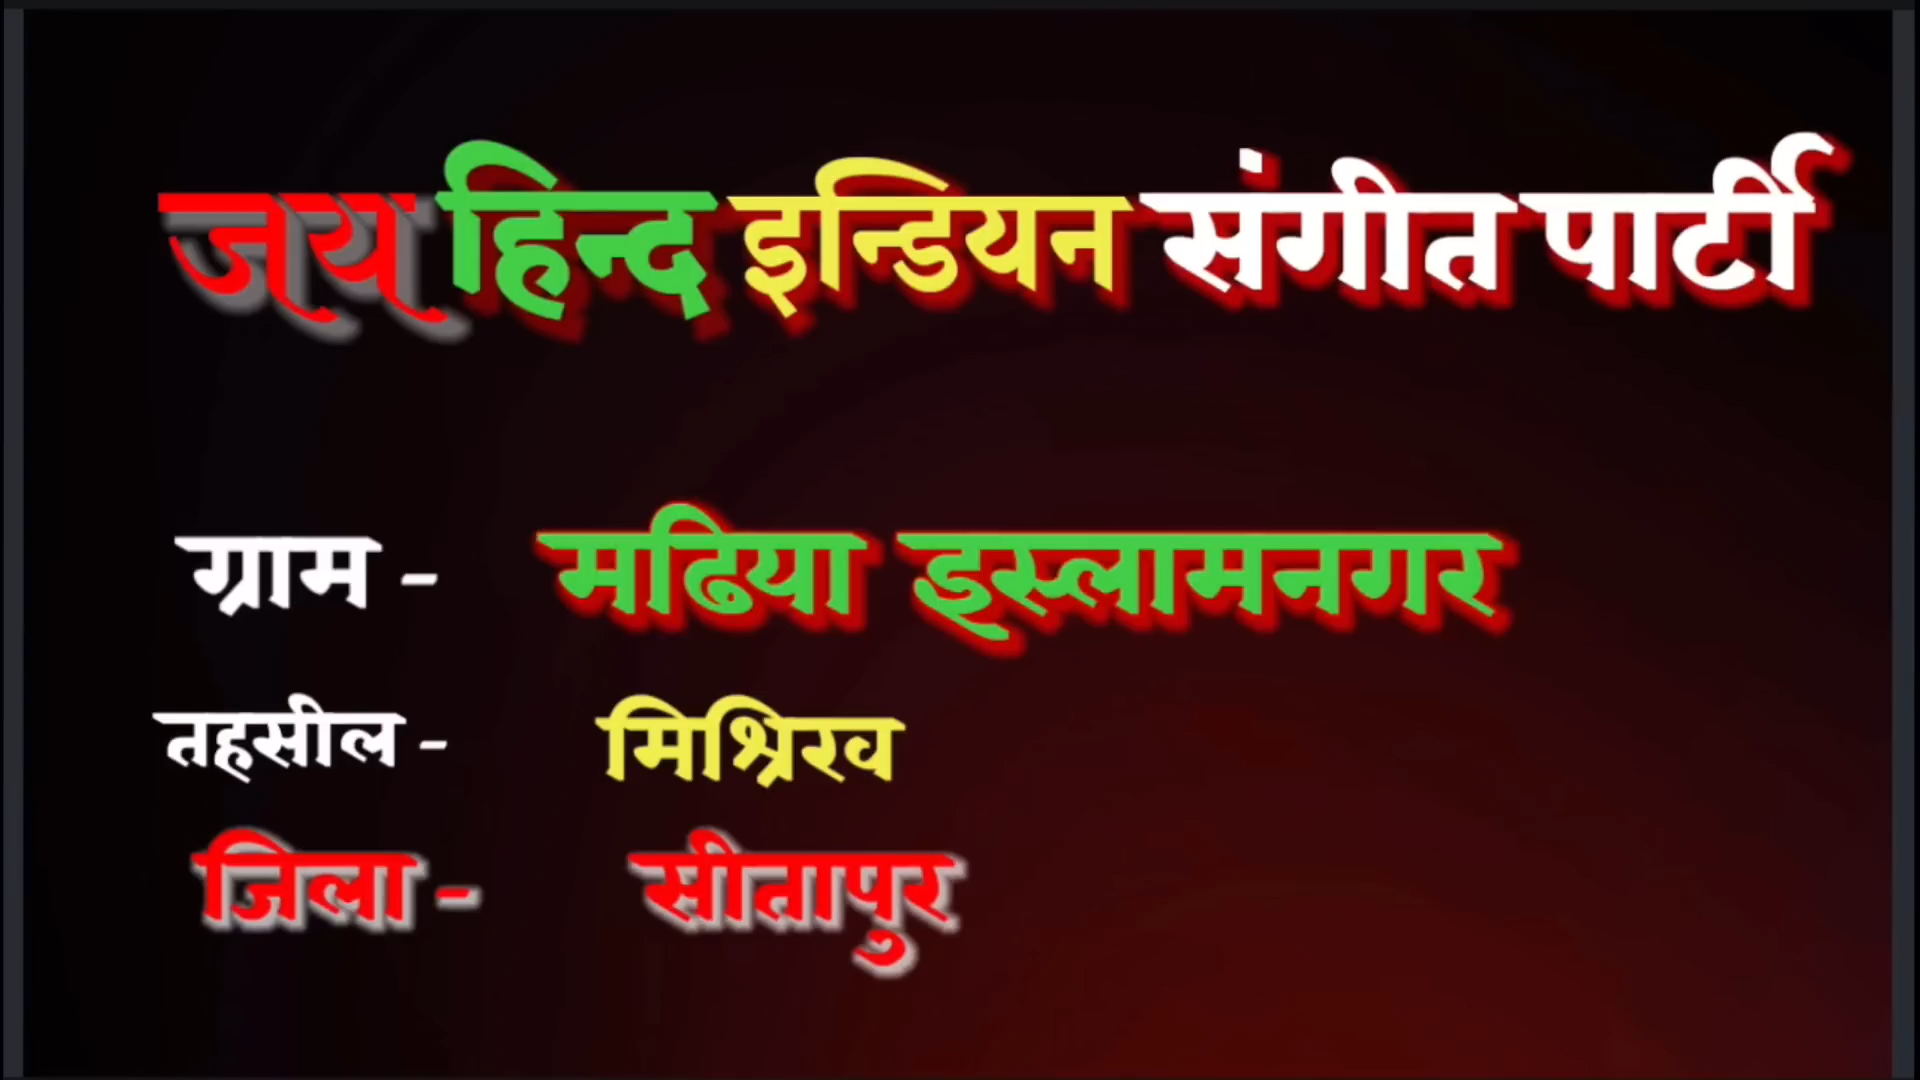 जय हिन्द इन्डियन संगीत पार्टी
ग्राम - मढिया इस्लामनगर
तहसील - मिश्रिख
जिला - सीतापुर